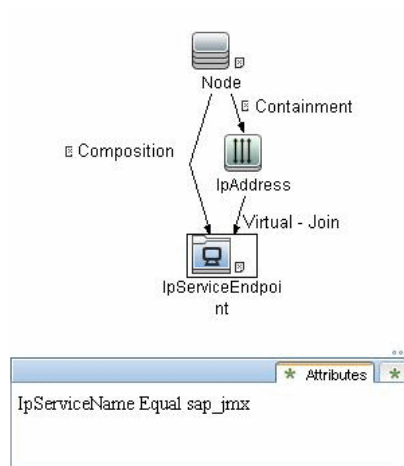 Node
Containment
Composition
IpAddress
Virtual - Join
IpServiceEndpoi
nt
Attributes
IpServiceName Equal sap_jmx